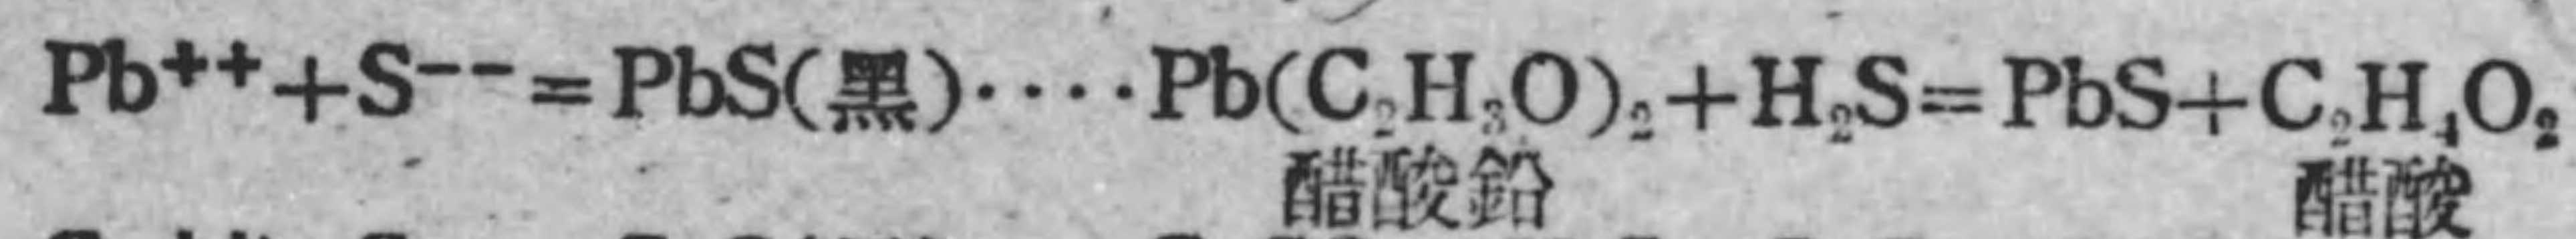 Pb⁺⁺+S⁻⁻=PbS(黑)····Pb(C₂H₃O)₂+H₂S=PbS+C₂H₄O₂
醋酸鉛 醋酸